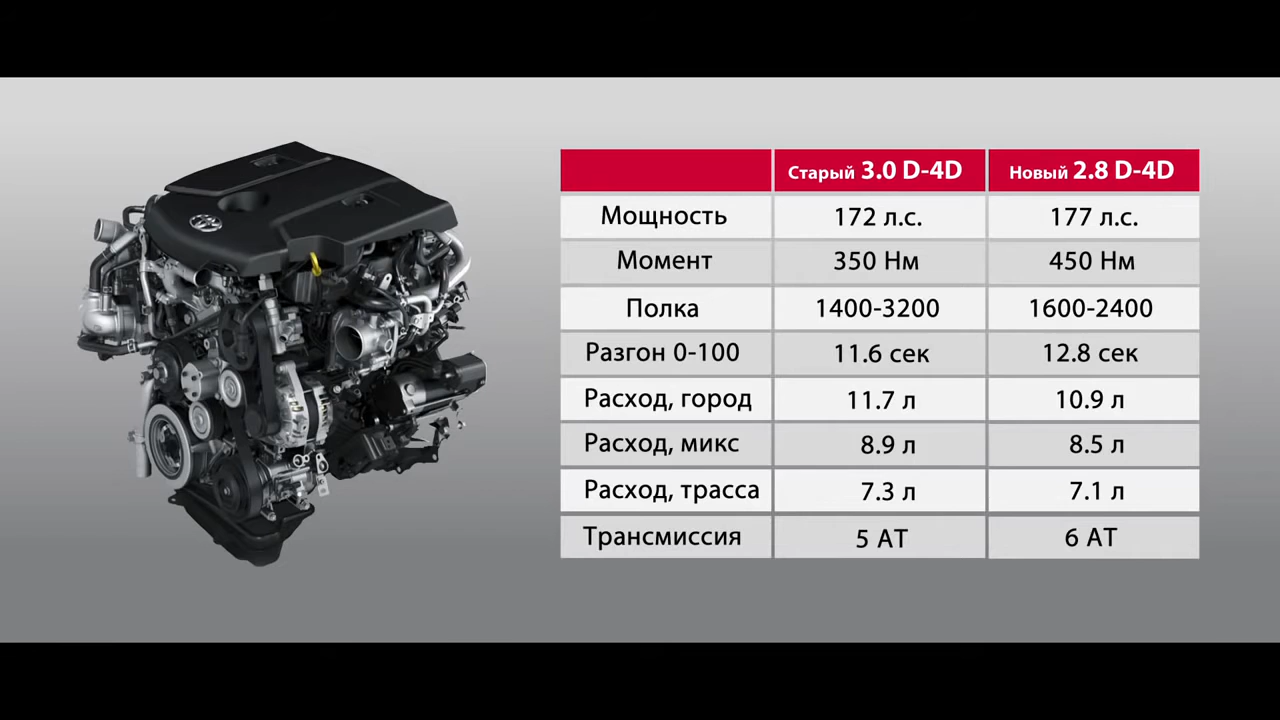 Старый 3.0 D-4D Новый 2.8 D-4D
Мощность 172 л.с. 177 л.с.
Момент 350 Нм 450 Нм
Полка 1400-3200 1600-2400
Разгон 0-100 11.6 сек 12.8 сек
Расход, город 11.7 л 10.9 л
Расход, микс 8.9 л 8.5 л
Расход, трасса 7.3 л 7.1 л
Трансмиссия 5 АТ 6 АТ